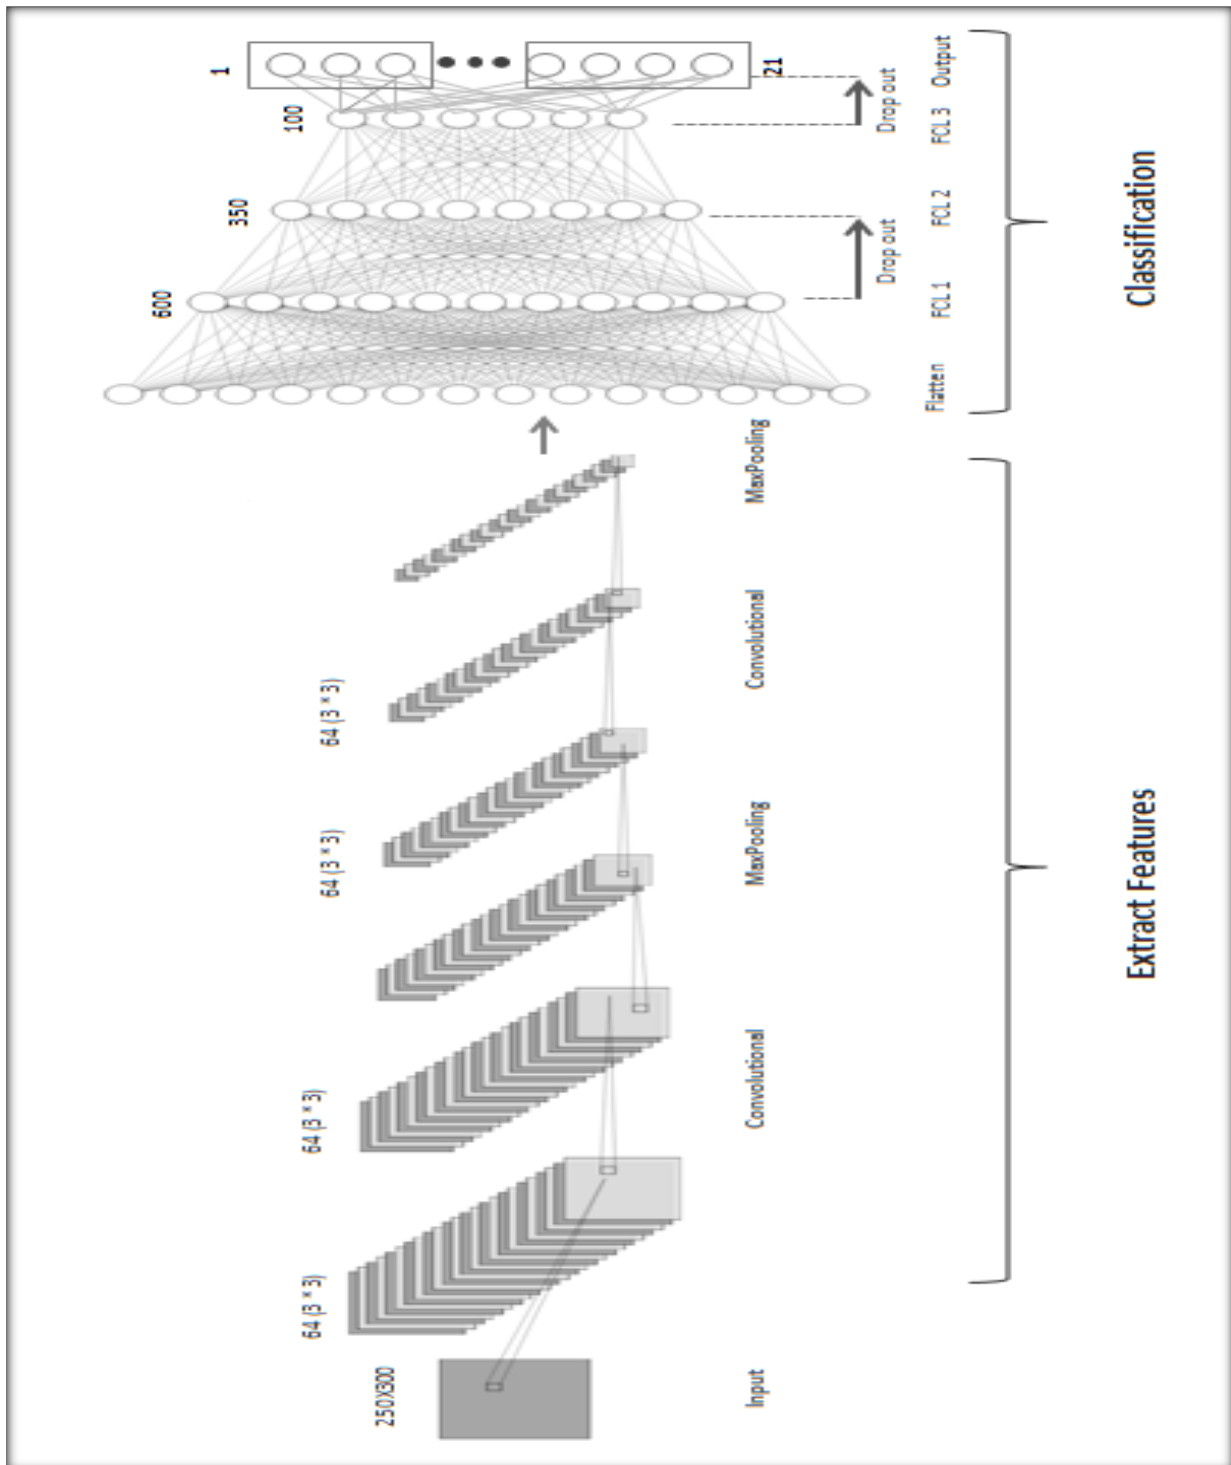 250X300
64 (3 * 3)
64 (3 * 3)
64 (3 * 3)
64 (3 * 3)
600
350
100
1
21
Input
Convolutional
MaxPooling
Convolutional
MaxPooling
Flatten
FCL 1
FCL 2
FCL 3
Output
Drop out
Drop out
Extract Features
Classification